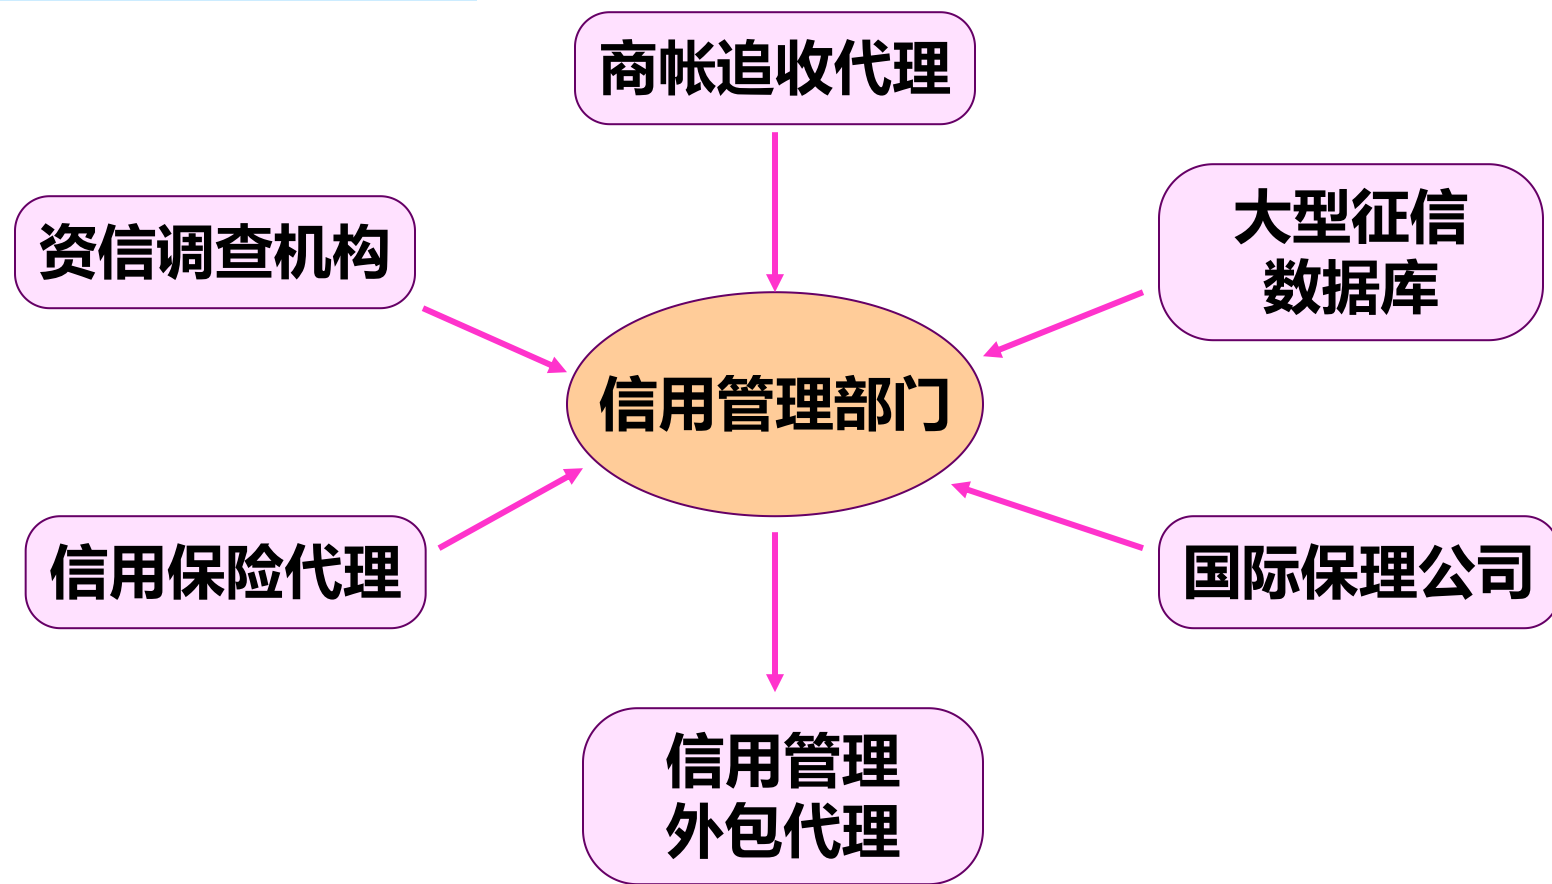 商帐追收代理
资信调查机构
大型征信
数据库
信用管理部门
信用保险代理
国际保理公司
信用管理
外包代理